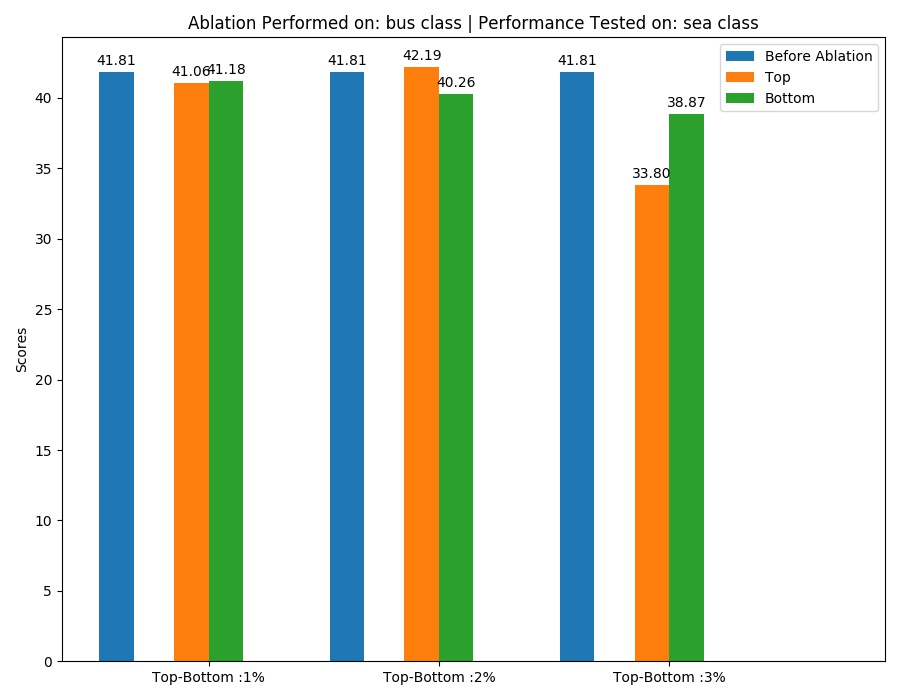 Ablation Performed on: bus class | Performance Tested on: sea class
41.81
41.06
41.18
41.81
42.19
40.26
41.81
33.80
38.87
Before Ablation
Top
Bottom
Scores
40
35
30
25
20
15
10
5
0
Top-Bottom :1%
Top-Bottom :2%
Top-Bottom :3%